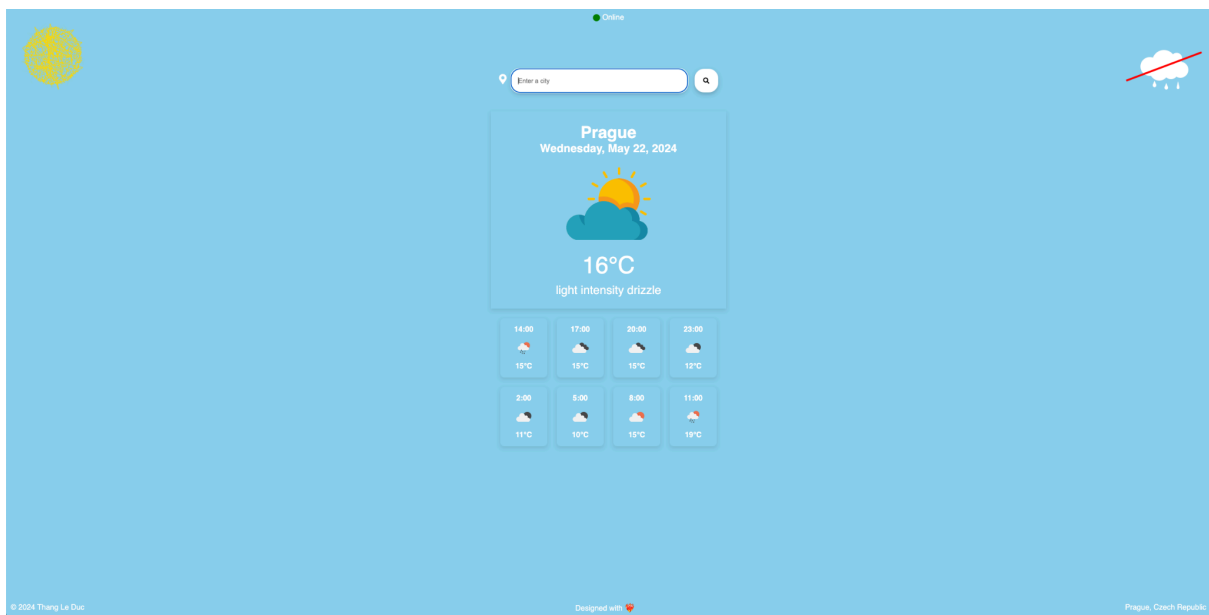 Online
Enter a city
Prague
Wednesday, May 22, 2024
16°C
light intensity drizzle
14:00 17:00 20:00 23:00
15°C 15°C 15°C 12°C
2:00 5:00 8:00 11:00
11°C 10°C 15°C 19°C
© 2024 Thang Le Duc Designed with Prague, Czech Republic